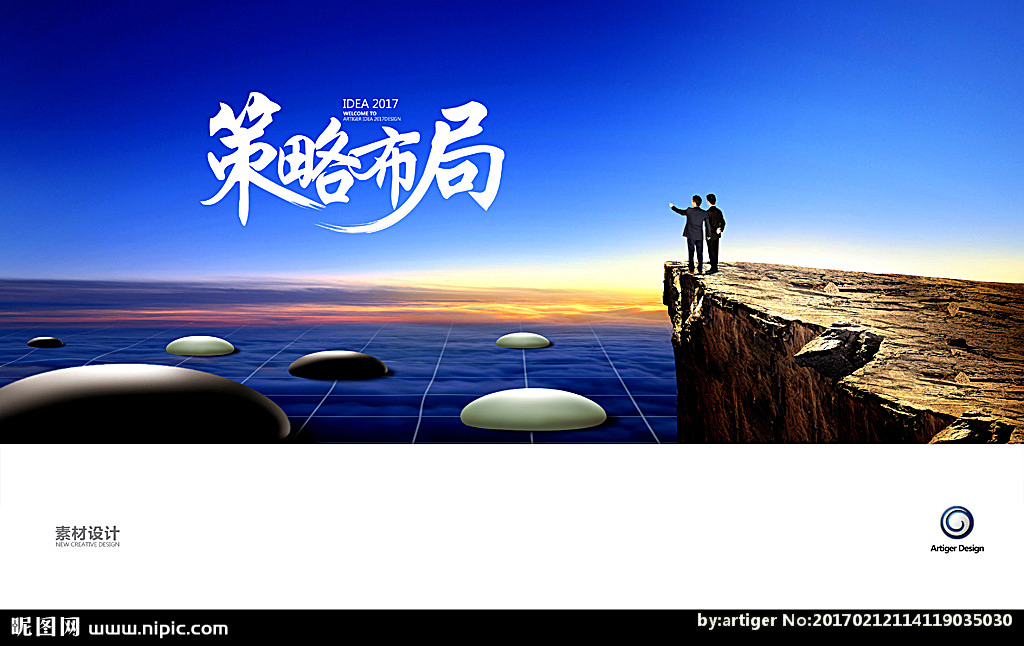 IDEA 2017
WELCOME TO
ARTIGER IDEA 2017DESIGN
策略布局
素材设计
NEW CREATIVE DESIGN
Artiger Design
昵图网 www.nipic.com
by:artiger No:20170212114119035030